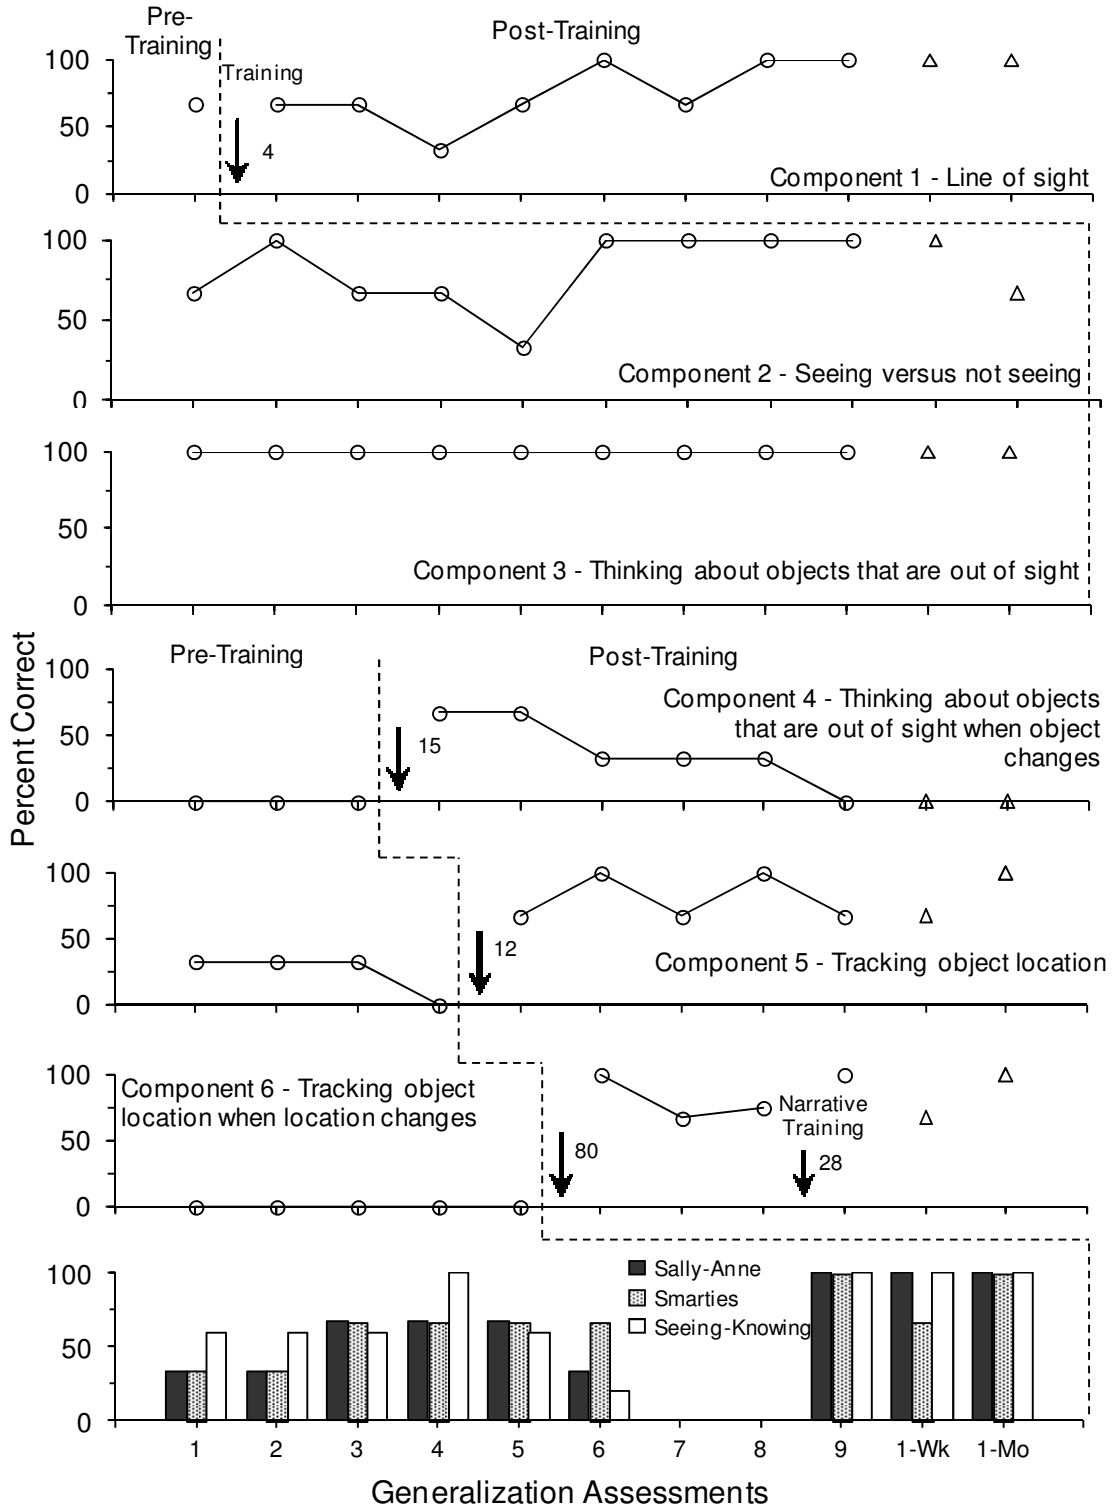 Pre-
Training
Post-Training
Training
100
50
0
4
Component 1 - Line of sight
100
50
0
Component 2 - Seeing versus not seeing
100
50
0
Component 3 - Thinking about objects that are out of sight
Percent Correct
Pre-Training
Post-Training
100
50
0
15
Component 4 - Thinking about objects
that are out of sight when object
changes
100
50
0
12
Component 5 - Tracking object location
100
50
0
Component 6 - Tracking object
location when location changes
80
Narrative
Training
28
100
50
0
Sally-Anne
Smarties
Seeing-Knowing
1 2 3 4 5 6 7 8 9 1-Wk 1-Mo
Generalization Assessments